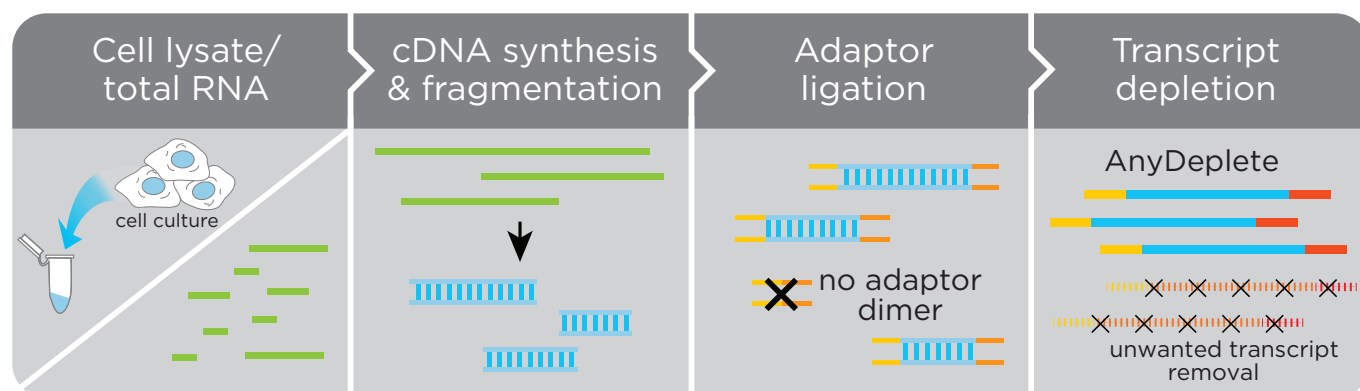 Cell lysate/
total RNA
cDNA synthesis
& fragmentation
Adaptor
ligation
Transcript
depletion
cell culture
no adaptor
dimer
AnyDeplete
unwanted transcript
removal